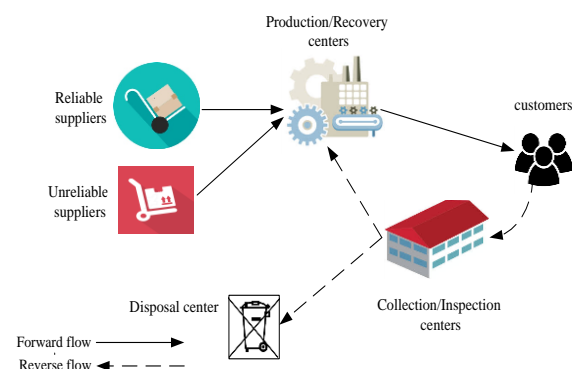 Production/Recovery
centers
Reliable
suppliers
customers
Unreliable
suppliers
Disposal center
Collection/Inspection
centers
Forward flow
Reverse flow